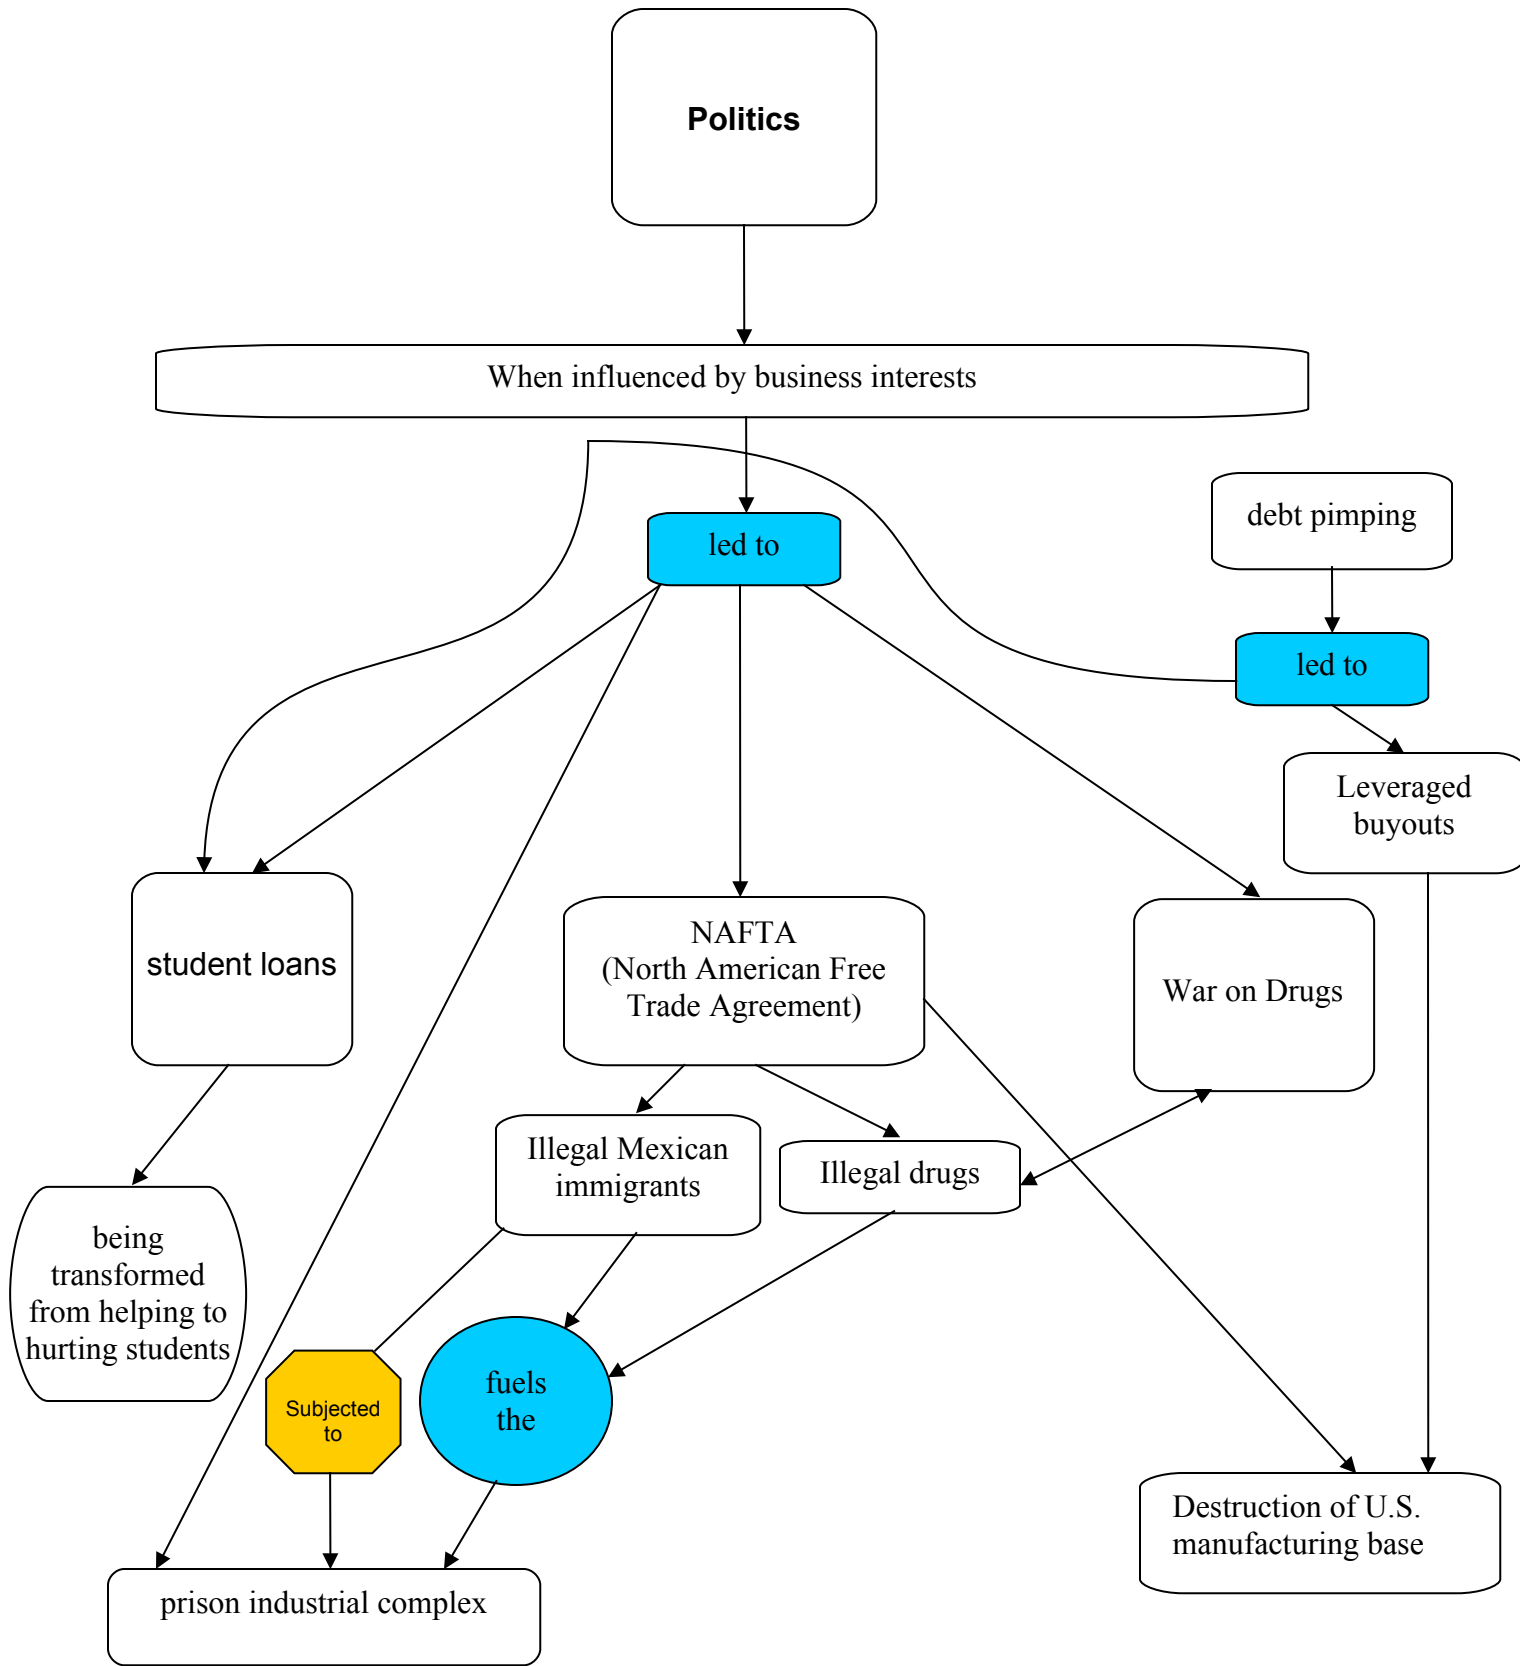 Politics
When influenced by business interests
debt pimping
led to
led to
Leveraged
buyouts
student loans
NAFTA
(North American Free
Trade Agreement)
War on Drugs
Illegal Mexican
immigrants
Illegal drugs
being
transformed
from helping to
hurting students
Subjected
to
fuels
the
Destruction of U.S.
manufacturing base
prison industrial complex